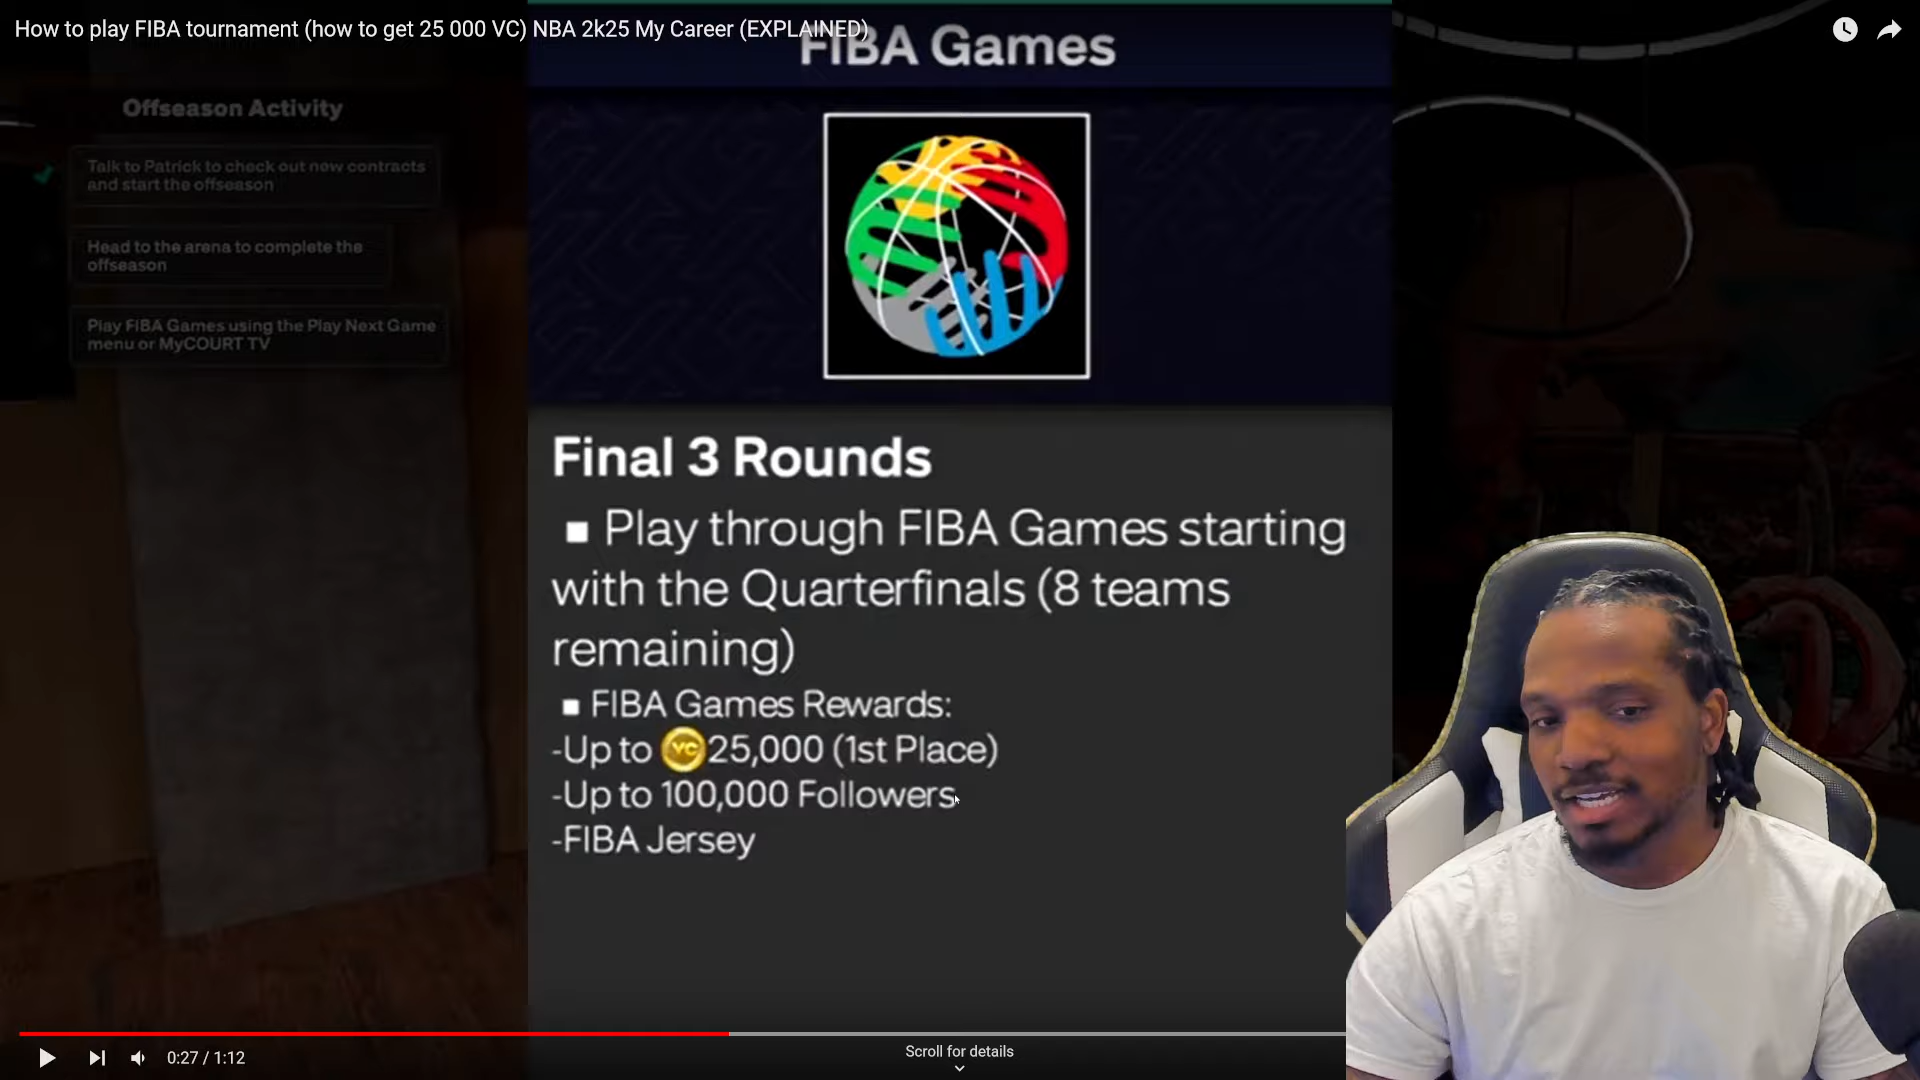 How to play FIBA tournament (how to get 25 000 VC) NBA 2k25 My Career (EXPLAINED)
FIBA Games
Offseason Activity
Talk to Patrick to check out new contracts
and start the offseason
Head to the arena to complete the
offseason
Play FIBA Games using the Play Next Game
menu or MyCOURT TV
Final 3 Rounds
▪ Play through FIBA Games starting
with the Quarterfinals (8 teams
remaining)
▪ FIBA Games Rewards:
-Up to VC 25,000 (1st Place)
-Up to 100,000 Followers
-FIBA Jersey
0:27 / 1:12
Scroll for details